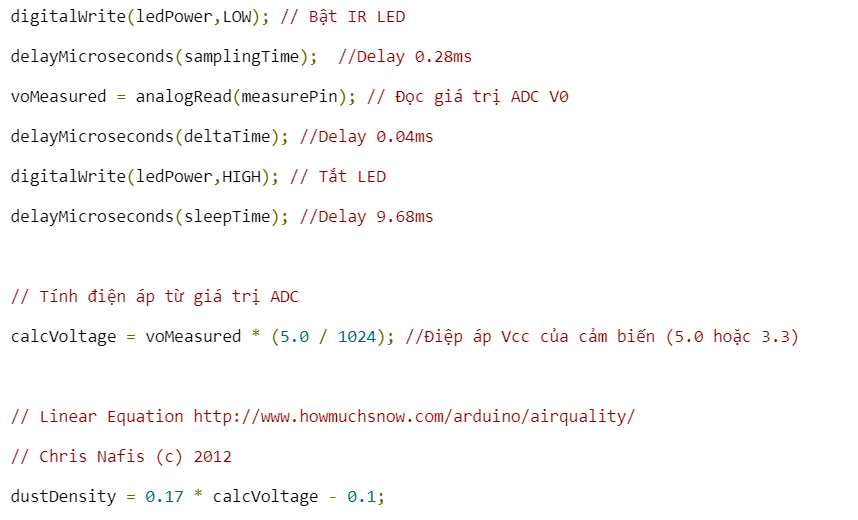 digitalWrite(ledPower,LOW); // Bật IR LED
delayMicroseconds(samplingTime);  //Delay 0.28ms
voMeasured = analogRead(measurePin); // Đọc giá trị ADC V0
delayMicroseconds(deltaTime); //Delay 0.04ms
digitalWrite(ledPower,HIGH); // Tắt LED
delayMicroseconds(sleepTime); //Delay 9.68ms
// Tính điện áp từ giá trị ADC
calcVoltage = voMeasured * (5.0 / 1024); //Điệp áp Vcc của cảm biến (5.0 hoặc 3.3)
// Linear Equation http://www.howmuchsnow.com/arduino/airquality/
// Chris Nafis (c) 2012
dustDensity = 0.17 * calcVoltage - 0.1;